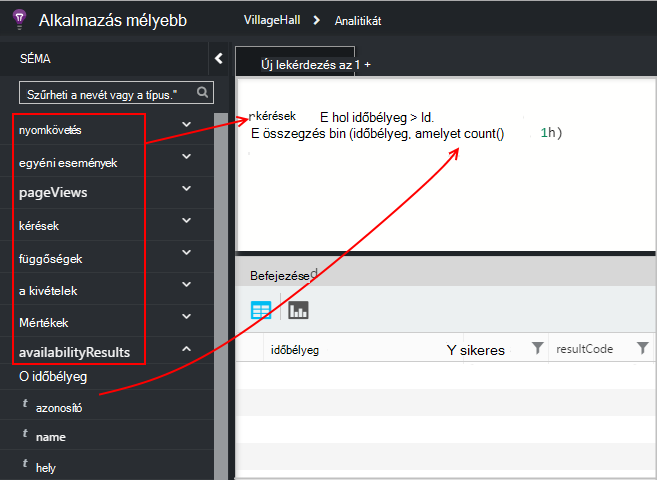 Alkalmazás mélyebb
VillageHall > Analitikát
SÉMA
Új lekérdezés az 1 +
Szűrheti a nevét vagy a típus."
kérések E hol időbélyeg > Id.
E összegzés bin (időbélyeg, amelyet count() 1h)
nyomkövetés
egyéni események
pageViews
kérések
függőségek
a kivételek
Mértékek
availabilityResults
O időbélyeg
t azonosító
t name
t hely
Befejezése
időbélyeg Y sikeres resultCode